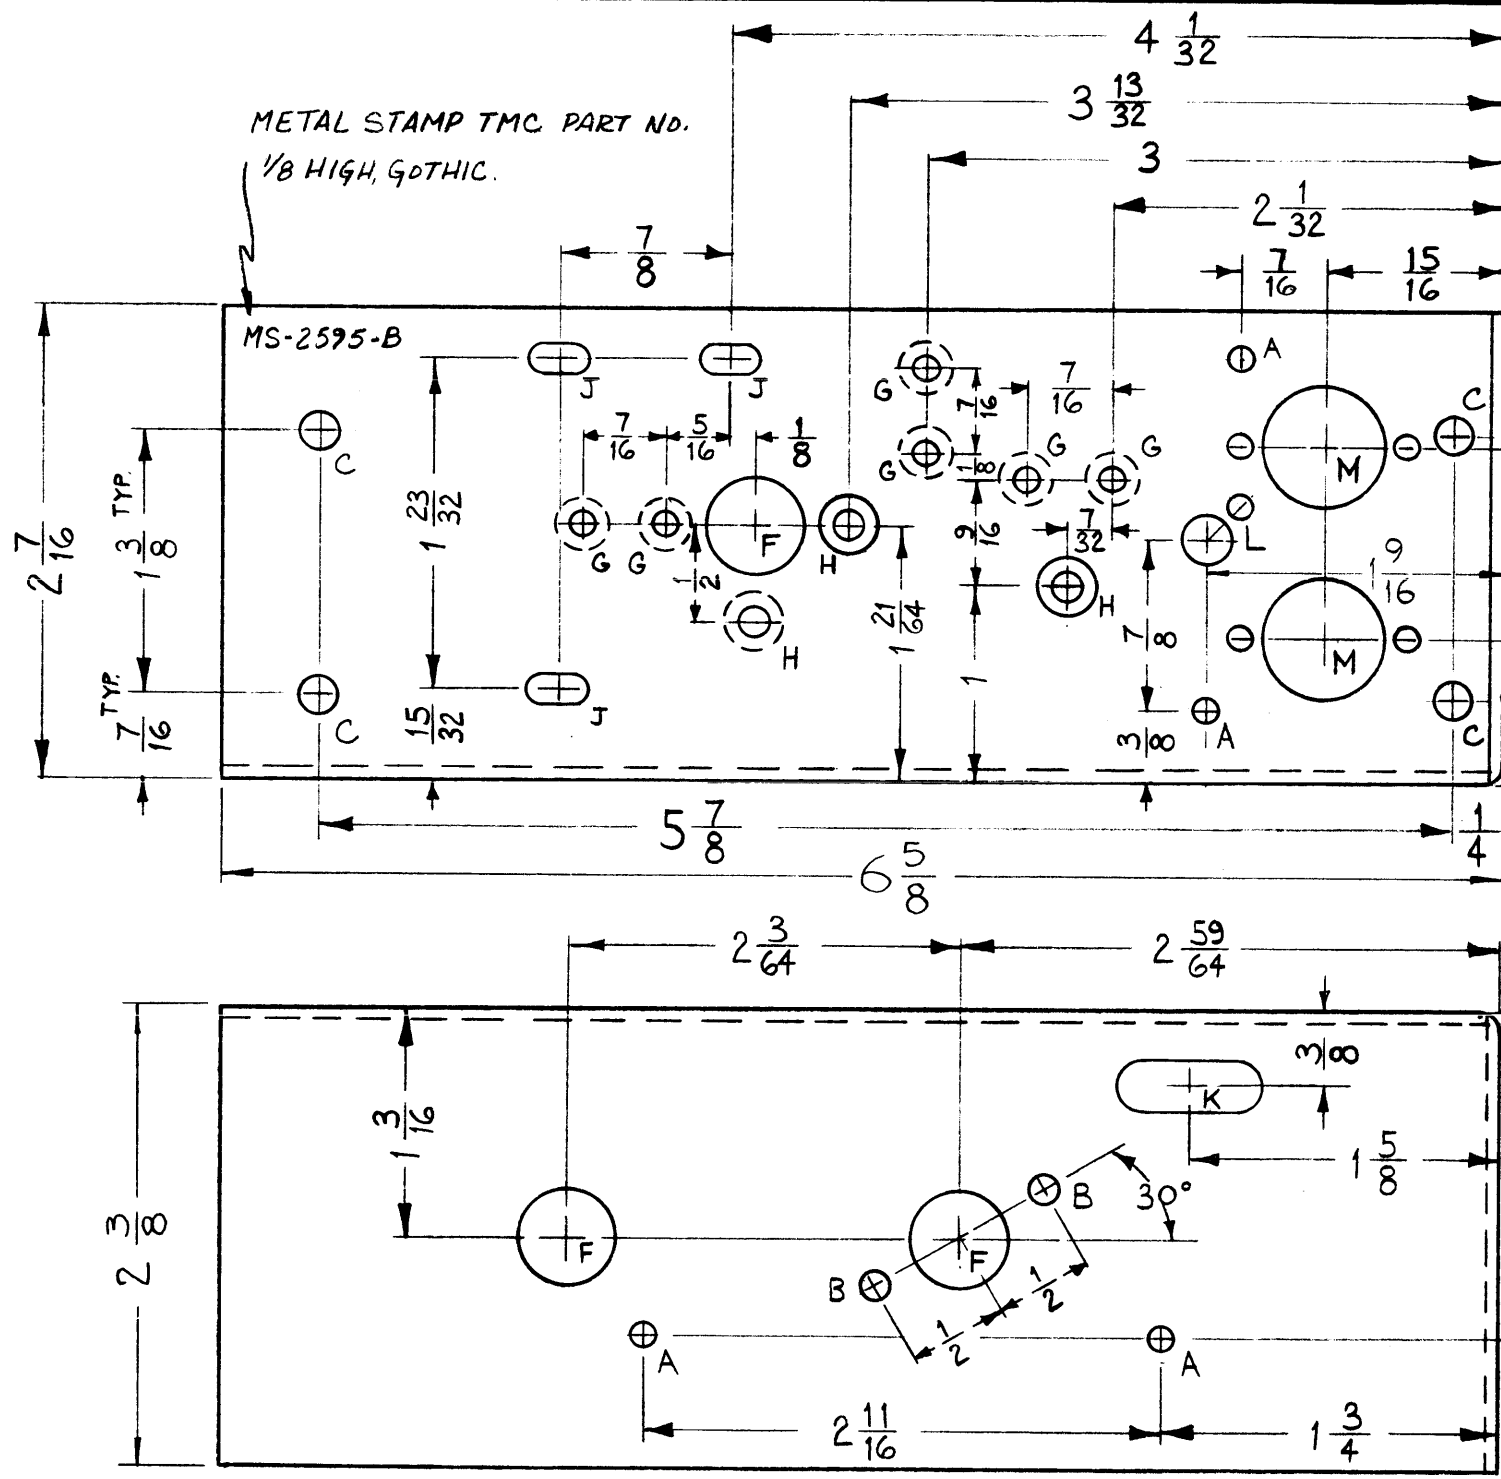 4 1/32
3 13/32
METAL STAMP TMC PART NO.
1/8 HIGH, GOTHIC.
3
2 1/32
7/8
7/16
15/16
MS-2595-B
A
J
J
G
7/16
7/16
C
C
7/16
5/16
1/8
G
1/8
G
G
M
TYP.
1 3/8
2 7/16
1 23/32
G
G
F
H
9/16
7/32
L
1 9/16
1/2
H
1 21/64
H
1
7/8
M
TYP.
7/16
C
15/32
J
3/8
A
C
5 7/8
1/4
6 5/8
2 3/64
2 59/64
3/8
K
1 3/16
1 5/8
B
30°
2 3/8
F
F
B
1/2
1/2
A
A
2 11/16
1 3/4